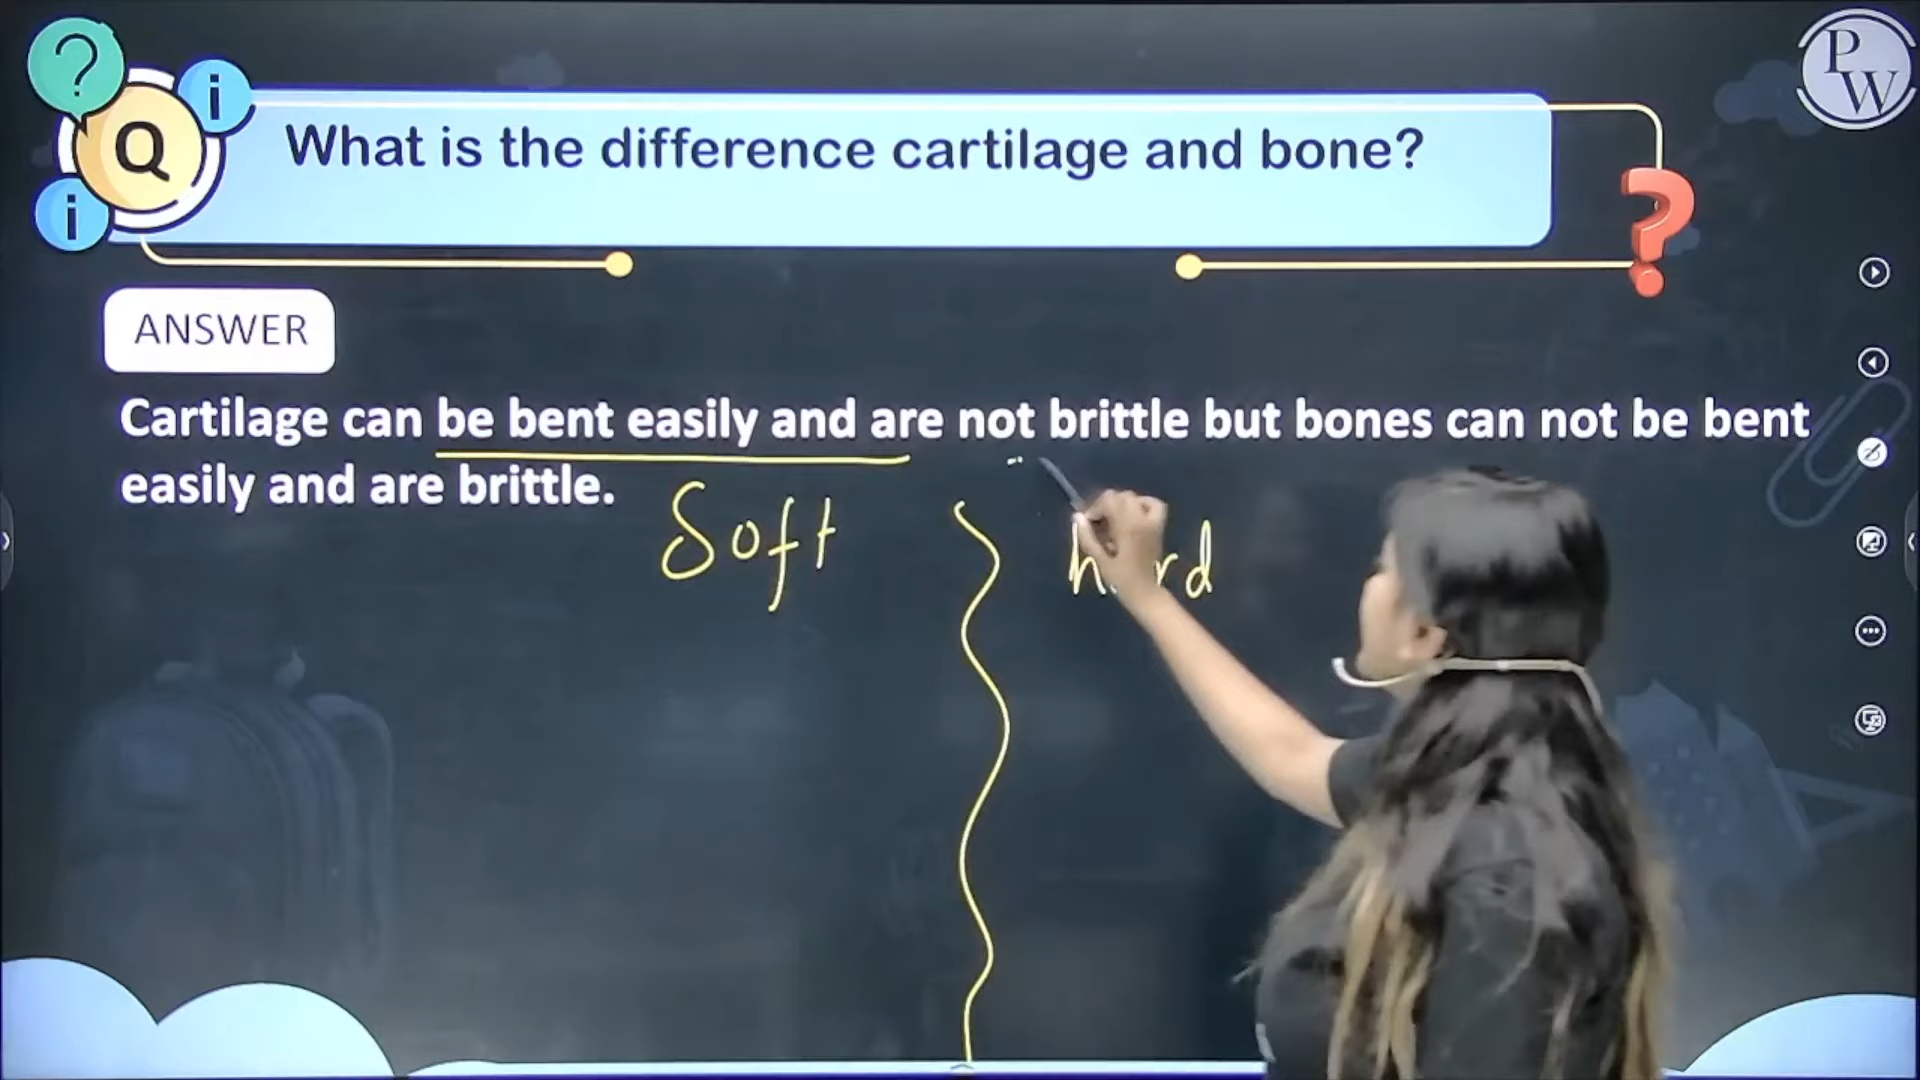 ?
i
Q
i
What is the difference cartilage and bone?
PW
?
ANSWER
Cartilage can be bent easily and are not brittle but bones can not be bent
easily and are brittle.
Soft